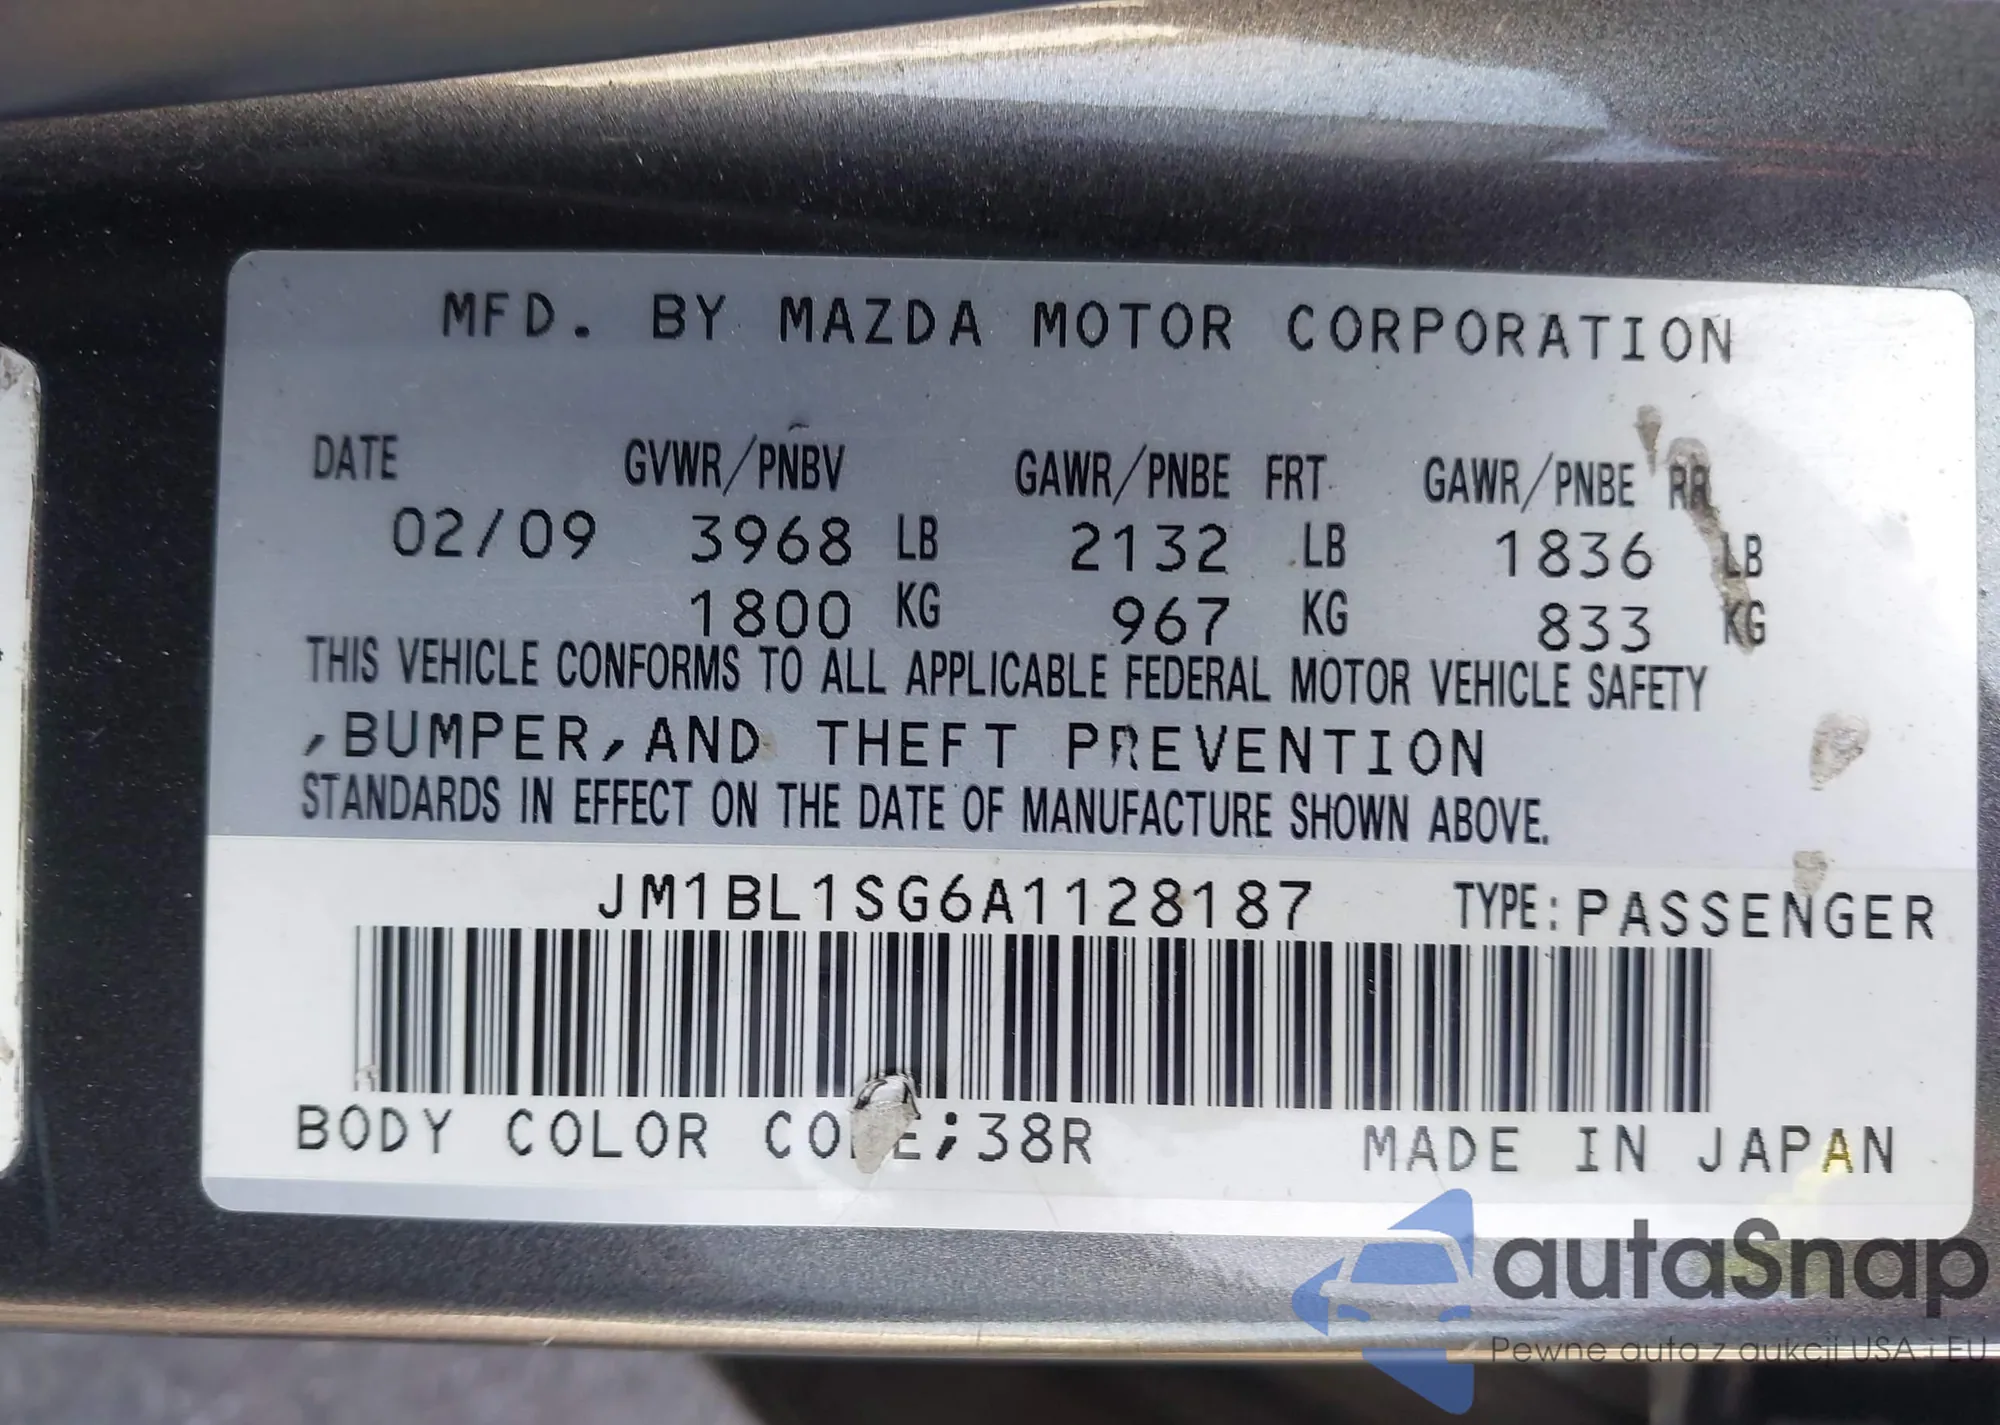 MFD. BY MAZDA MOTOR CORPORATION
DATE GVWR/PNBV GAWR/PNBE FRT GAWR/PNBE RR
02/09 3968 LB 2132 LB 1836 LB
1800 KG 967 KG 833 KG
THIS VEHICLE CONFORMS TO ALL APPLICABLE FEDERAL MOTOR VEHICLE SAFETY
,BUMPER,AND THEFT PREVENTION
STANDARDS IN EFFECT ON THE DATE OF MANUFACTURE SHOWN ABOVE.
JM1BL1SG6A1128187 TYPE:PASSENGER
BODY COLOR CODE;38R MADE IN JAPAN
autaSnap
Pewne auta z aukcji USA i EU